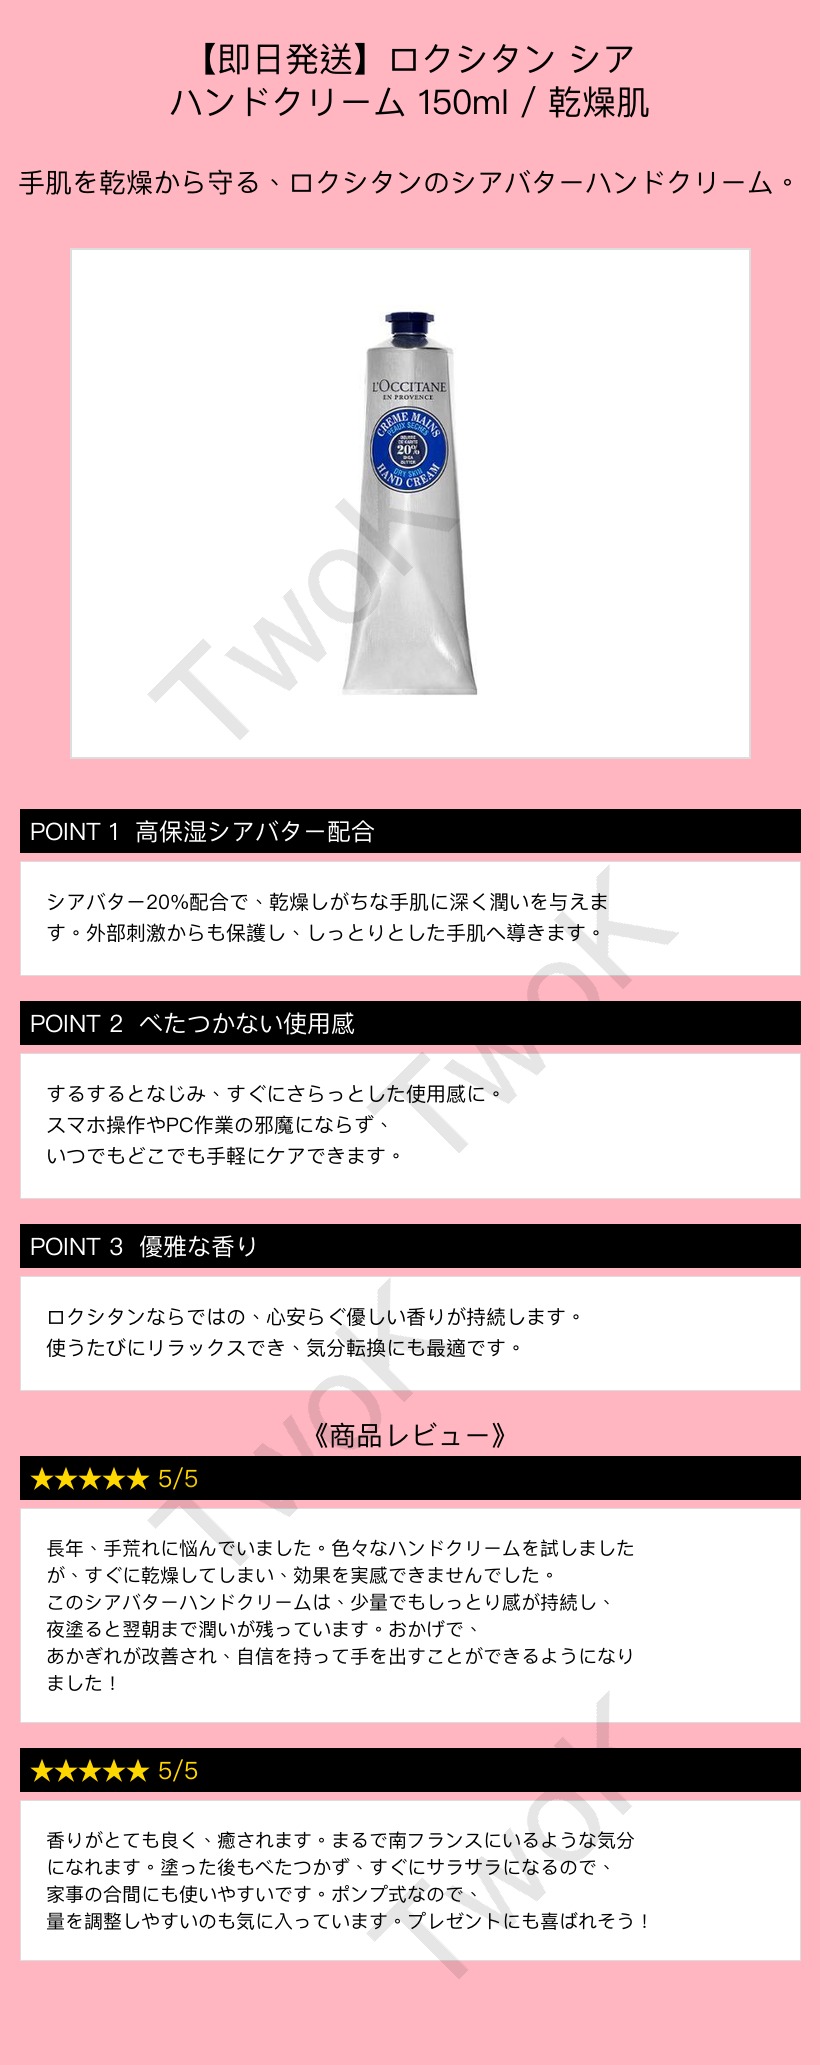 【即日発送】ロクシタン シア
ハンドクリーム 150ml / 乾燥肌
手肌を乾燥から守る、ロクシタンのシアバターハンドクリーム。
L'OCCITANE
EN PROVENCE
CRÈME MAINS
PEAUX SÈCHES
BEURRE
DE KARITÉ
20%
SHEA
BUTTER
DRY SKIN
HAND CREAM
TwoK
POINT 1 高保湿シアバター配合
シアバター20%配合で、乾燥しがちな手肌に深く潤いを与えま
す。外部刺激からも保護し、しっとりとした手肌へ導きます。
TwoK
POINT 2 べたつかない使用感
するするとなじみ、すぐにさらっとした使用感に。
スマホ操作やPC作業の邪魔にならず、
いつでもどこでも手軽にケアできます。
POINT 3 優雅な香り
ロクシタンならではの、心安らぐ優しい香りが持続します。
使うたびにリラックスでき、気分転換にも最適です。
TwoK
《商品レビュー》
★★★★★ 5/5
長年、手荒れに悩んでいました。色々なハンドクリームを試しました
が、すぐに乾燥してしまい、効果を実感できませんでした。
このシアバターハンドクリームは、少量でもしっとり感が持続し、
夜塗ると翌朝まで潤いが残っています。おかげで、
あかぎれが改善され、自信を持って手を出すことができるようになり
ました！
★★★★★ 5/5
香りがとても良く、癒されます。まるで南フランスにいるような気分
になれます。塗った後もべたつかず、すぐにサラサラになるので、
家事の合間にも使いやすいです。ポンプ式なので、
量を調整しやすいのも気に入っています。プレゼントにも喜ばれそう！
TwoK